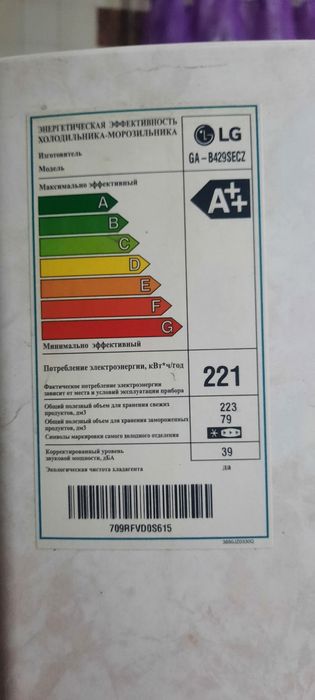 ЭНЕРГЕТИЧЕСКАЯ ЭФФЕКТИВНОСТЬ
ХОЛОДИЛЬНИКА-МОРОЗИЛЬНИКА
LG
Изготовитель
Модель
GA-B429SECZ
Максимально эффективный
A++
A
B
C
D
E
F
G
Минимально эффективный
Потребление электроэнергии, кВт*ч/год
221
Фактическое потребление электроэнергии
зависит от места и условий эксплуатации прибора
Общий полезный объем для хранения свежих
продуктов, дм3
223
Общий полезный объем для хранения замороженных
продуктов, дм3
79
Символы маркировки самого холодного отделения
Корректированный уровень
звуковой мощности, дБА
39
Экологическая чистота хладагента
да
709RFVD0S615